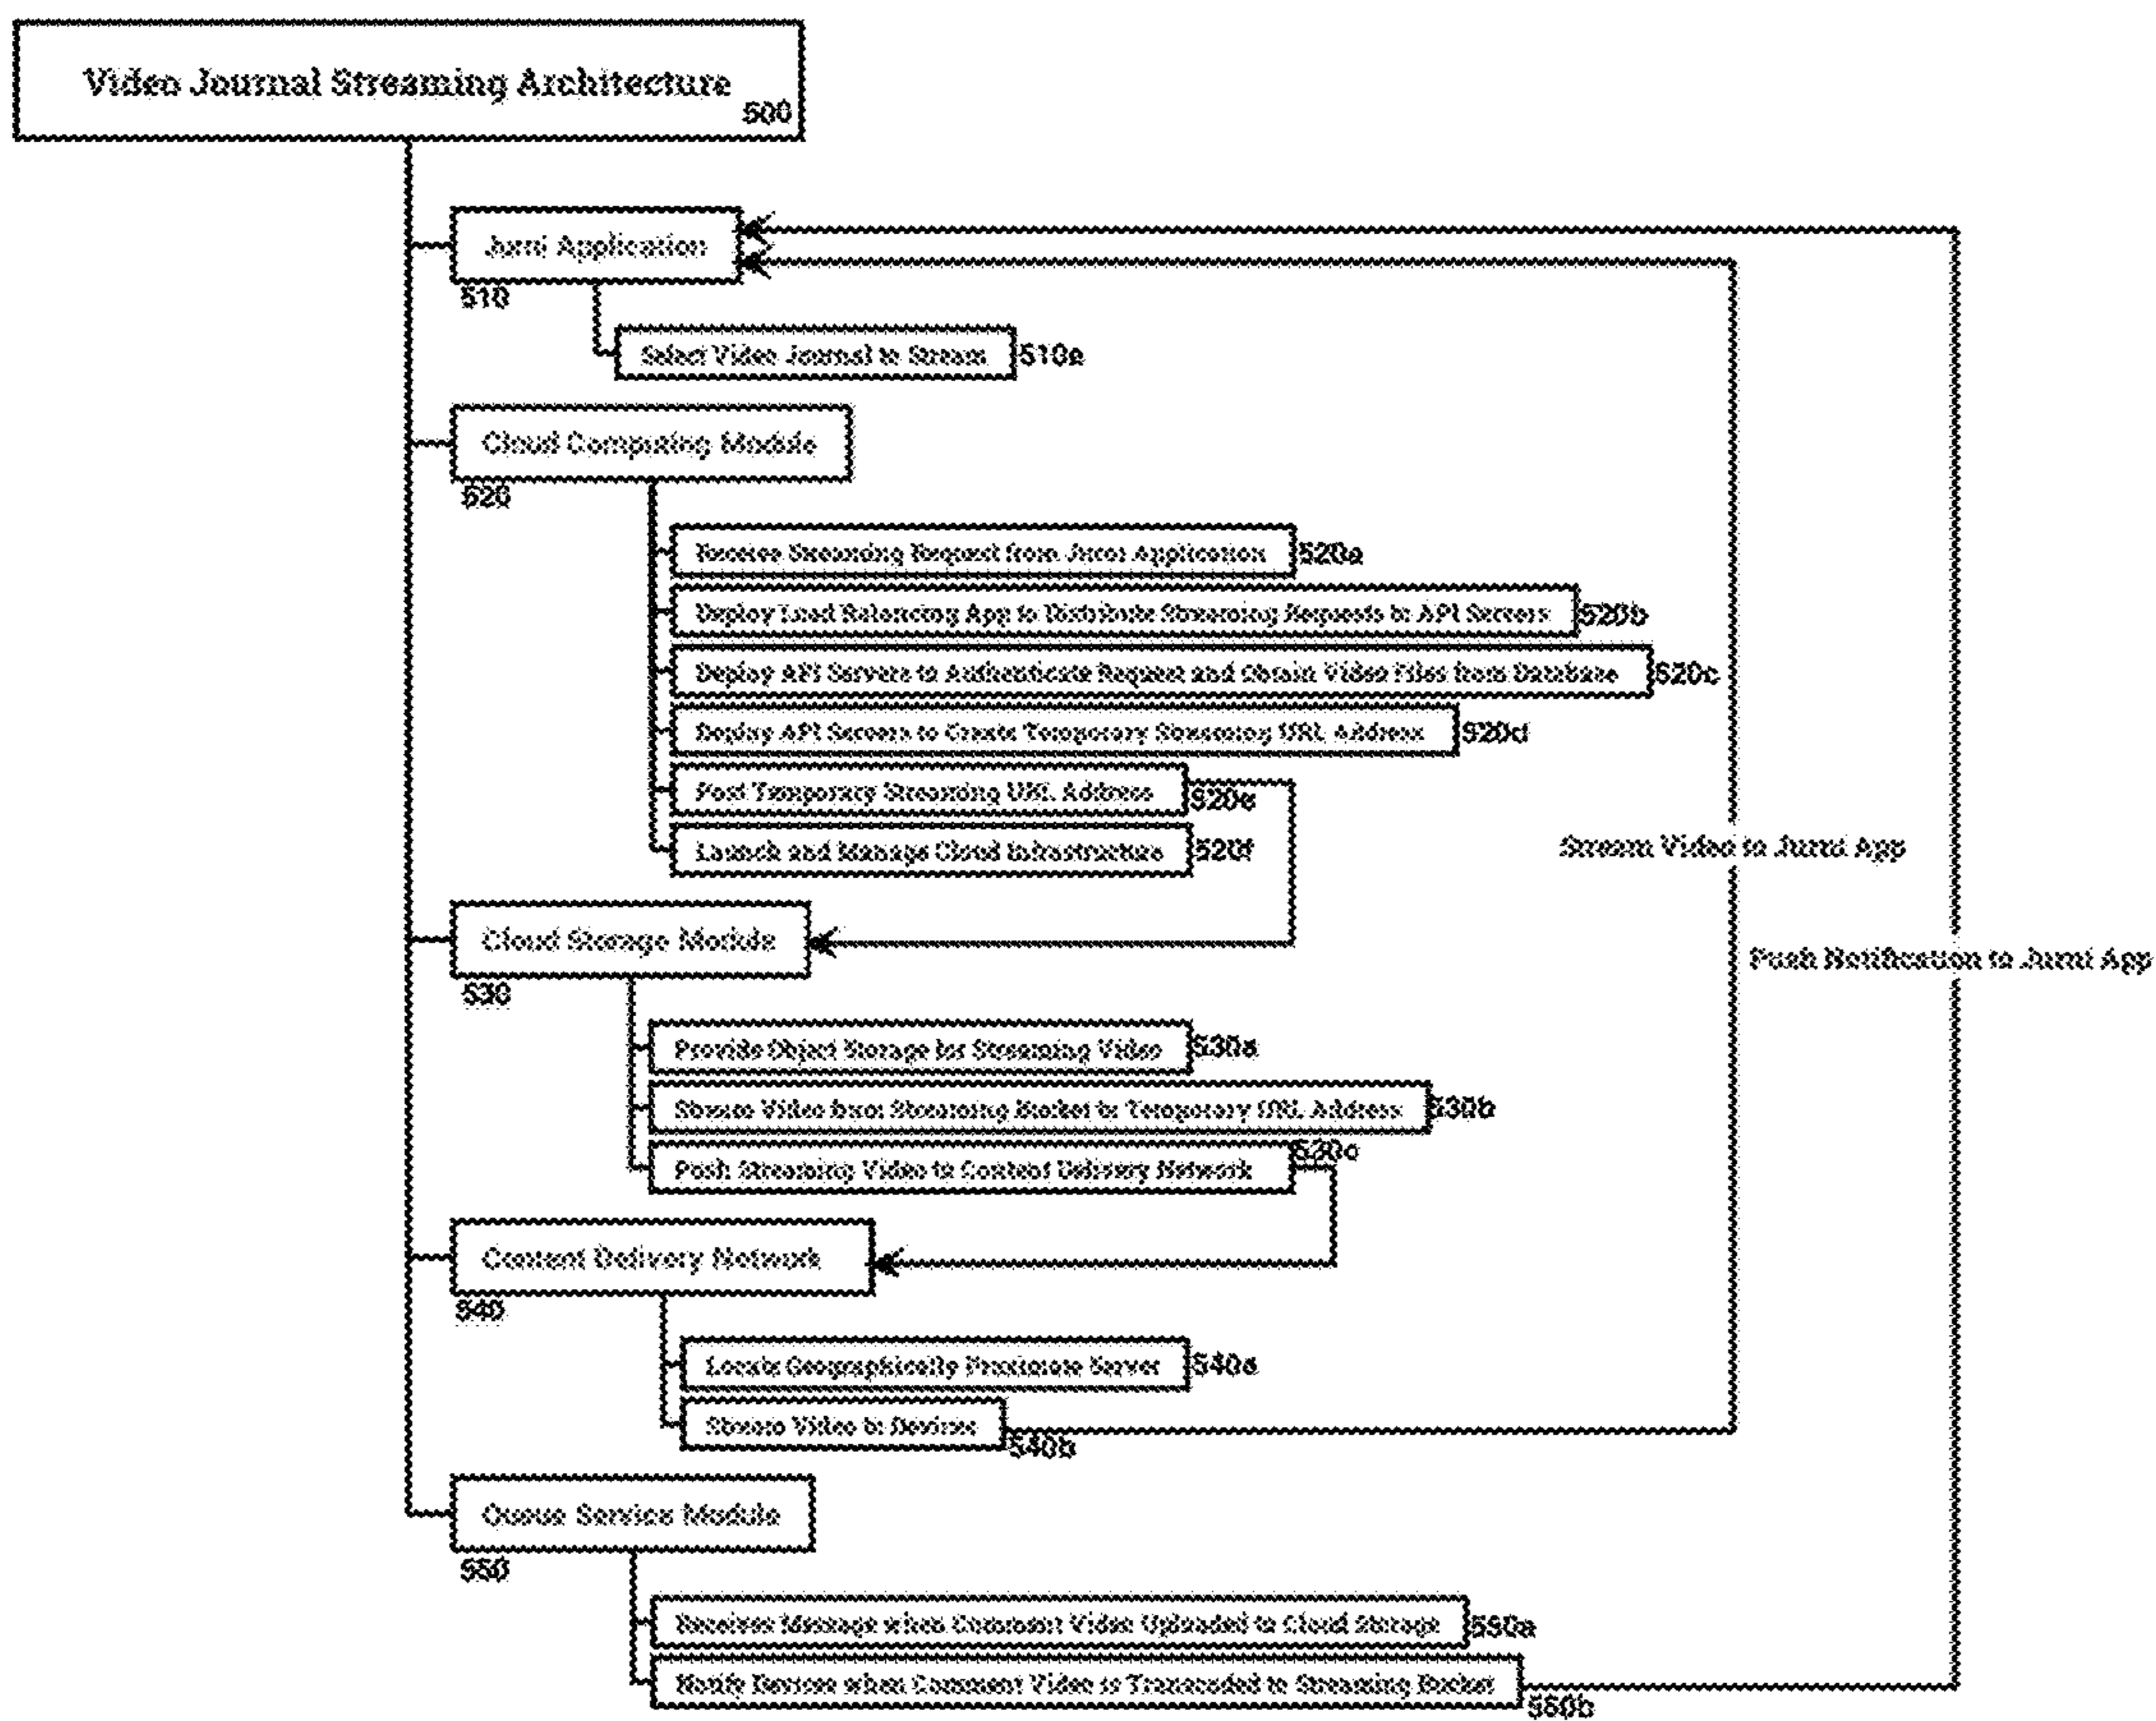 Video Journal Streaming Architecture
500
Jurni Application
510
Select Video Journal to Stream 510a
Cloud Computing Module
520
Receive Streaming Request from Jurni Application 520a
Deploy Load Balancing App to Distribute Streaming Requests to API Servers 520b
Deploy API Servers to Authenticate Request and Obtain Video Files from Database 520c
Deploy API Servers to Create Temporary Streaming URL Address 520d
Post Temporary Streaming URL Address 520e
Launch and Manage Cloud Infrastructure 520f
Stream Video to Jurni App
Cloud Storage Module
530
Push Notification to Jurni App
Provide Object Storage for Streaming Video 530a
Stream Video from Streaming Bucket to Temporary URL Address 530b
Push Streaming Video to Content Delivery Network 530c
Content Delivery Network
540
Locate Geographically Proximate Server 540a
Stream Video to Devices 540b
Queue Service Module
550
Receives Message when Comment Video Uploaded to Cloud Storage 550a
Notify Devices when Comment Video is Transcoded to Streaming Bucket 550b